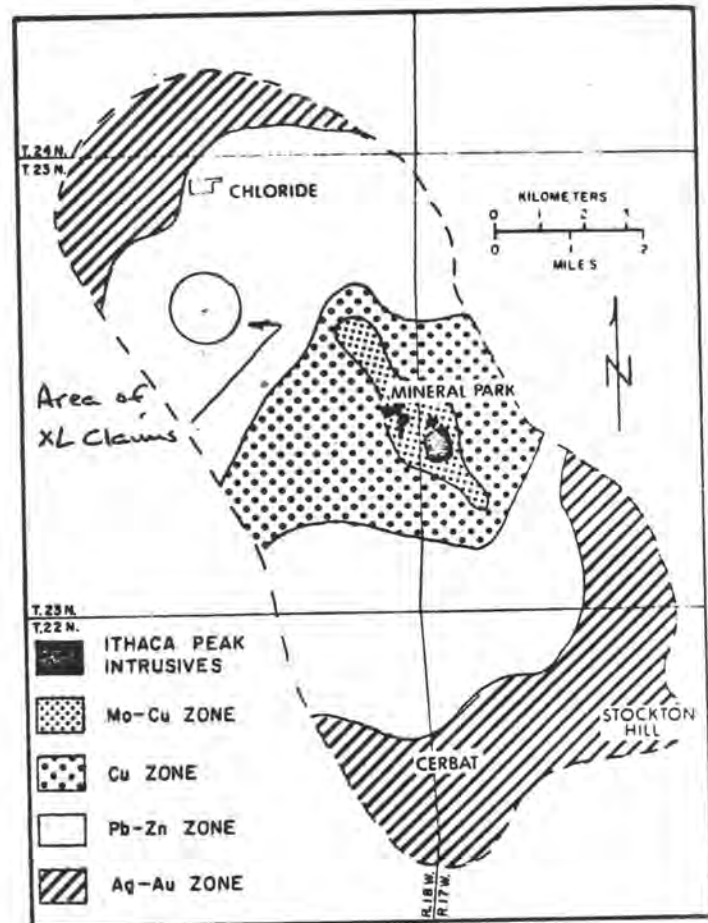 T. 24 N.
T. 23 N.
CHLORIDE
KILOMETERS
0 1 2 3
0 1 2
MILES
N
MINERAL PARK
Area of
XL Claims
T. 23 N.
T. 22 N.
ITHACA PEAK
INTRUSIVES
Mo-Cu ZONE
Cu ZONE
Pb-Zn ZONE
Ag-Au ZONE
STOCKTON
HILL
CERBAT
R. 18 W.
R. 17 W.